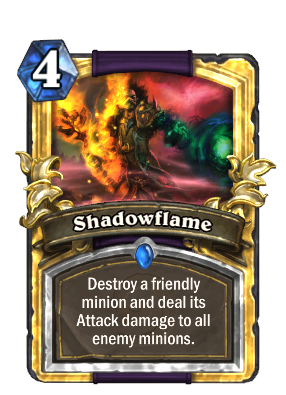 4
Shadowflame
Destroy a friendly
minion and deal its
Attack damage to all
enemy minions.